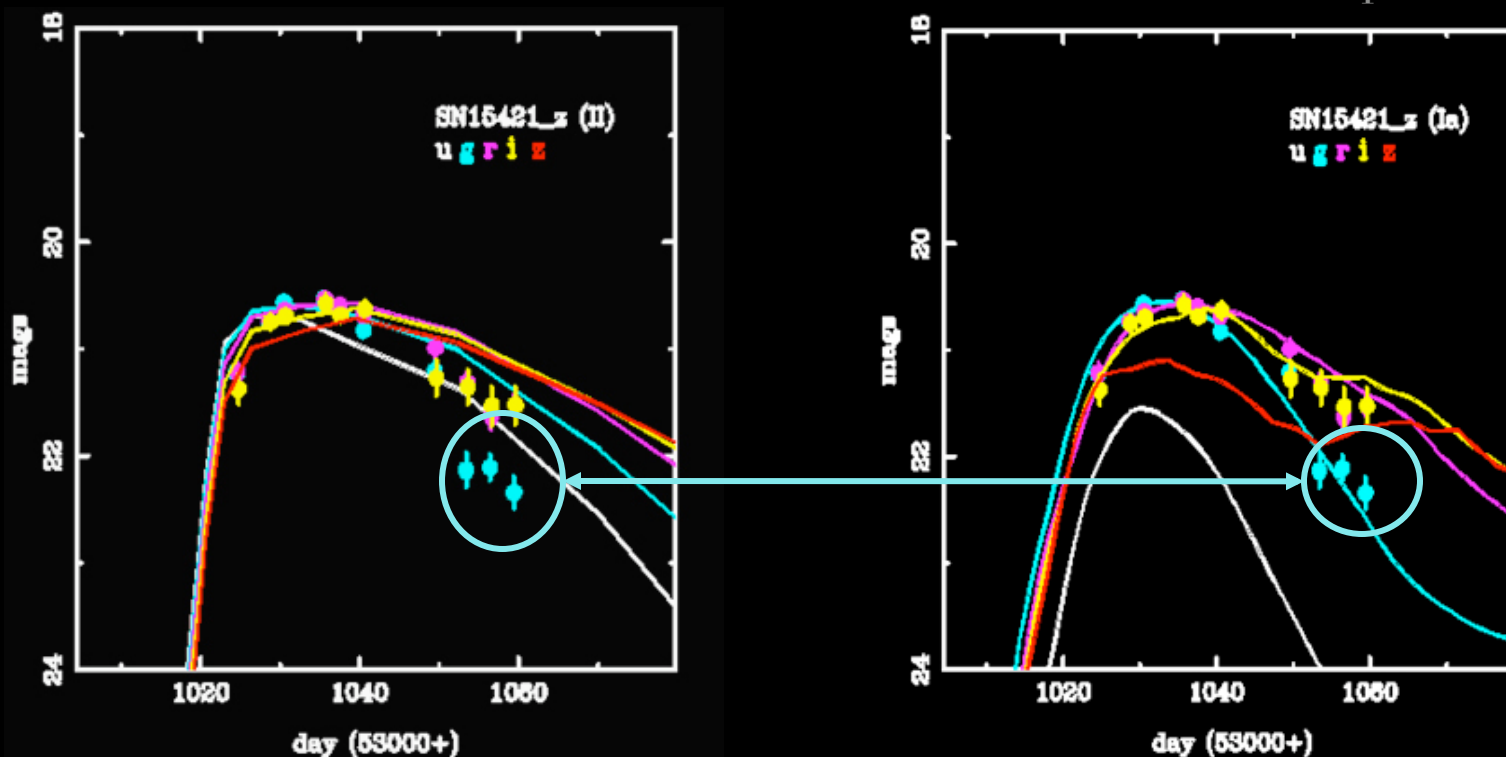 18
20
22
24
mags
SN15421_z (II)
u g r i z
1020 1040 1060
day (53000+)
18
20
22
24
mags
SN15421_z (Ia)
u g r i z
1020 1040 1060
day (53000+)